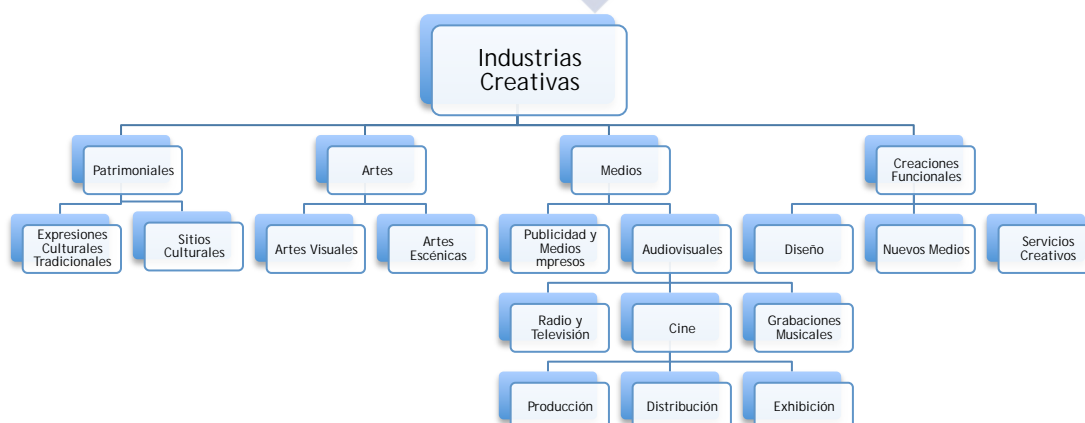 Industrias
Creativas
Patrimoniales
Artes
Medios
Creaciones
Funcionales
Expresiones
Culturales
Tradicionales
Sitios
Culturales
Artes Visuales
Artes
Escénicas
Publicidad y
Medios
mpresos
Audiovisuales
Diseño
Nuevos Medios
Servicios
Creativos
Radio y
Televisión
Cine
Grabaciones
Musicales
Producción
Distribución
Exhibición